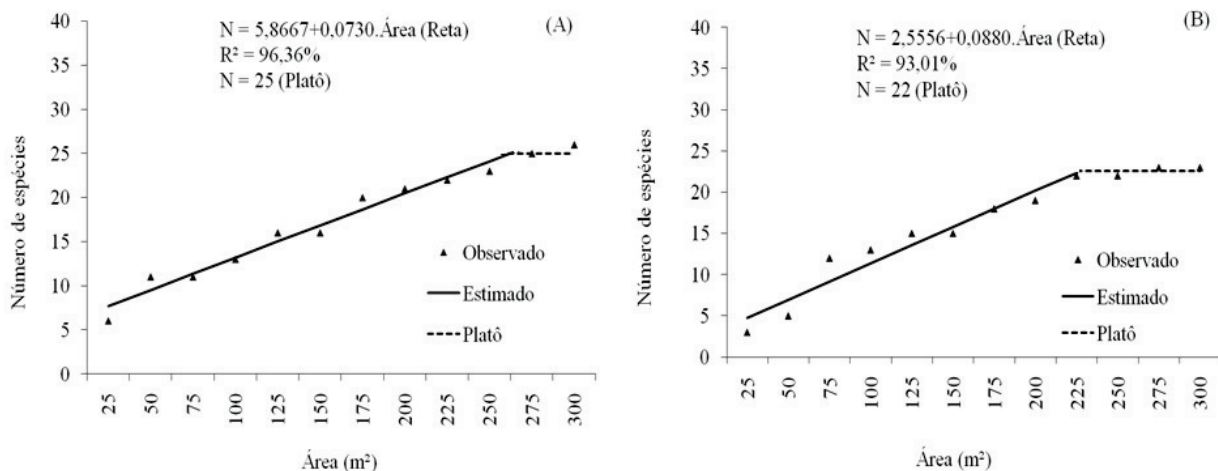 (A)
N = 5,8667+0,0730.Área (Reta)
R² = 96,36%
N = 25 (Platô)
Número de espécies
40
35
30
25
20
15
10
5
0
Observado
Estimado
Platô
25 50 75 100 125 150 175 200 225 250 275 300
Área (m²)
(B)
N = 2,5556+0,0880.Área (Reta)
R² = 93,01%
N = 22 (Platô)
Número de espécies
40
35
30
25
20
15
10
5
0
Observado
Estimado
Platô
25 50 75 100 125 150 175 200 225 250 275 300
Área (m²)